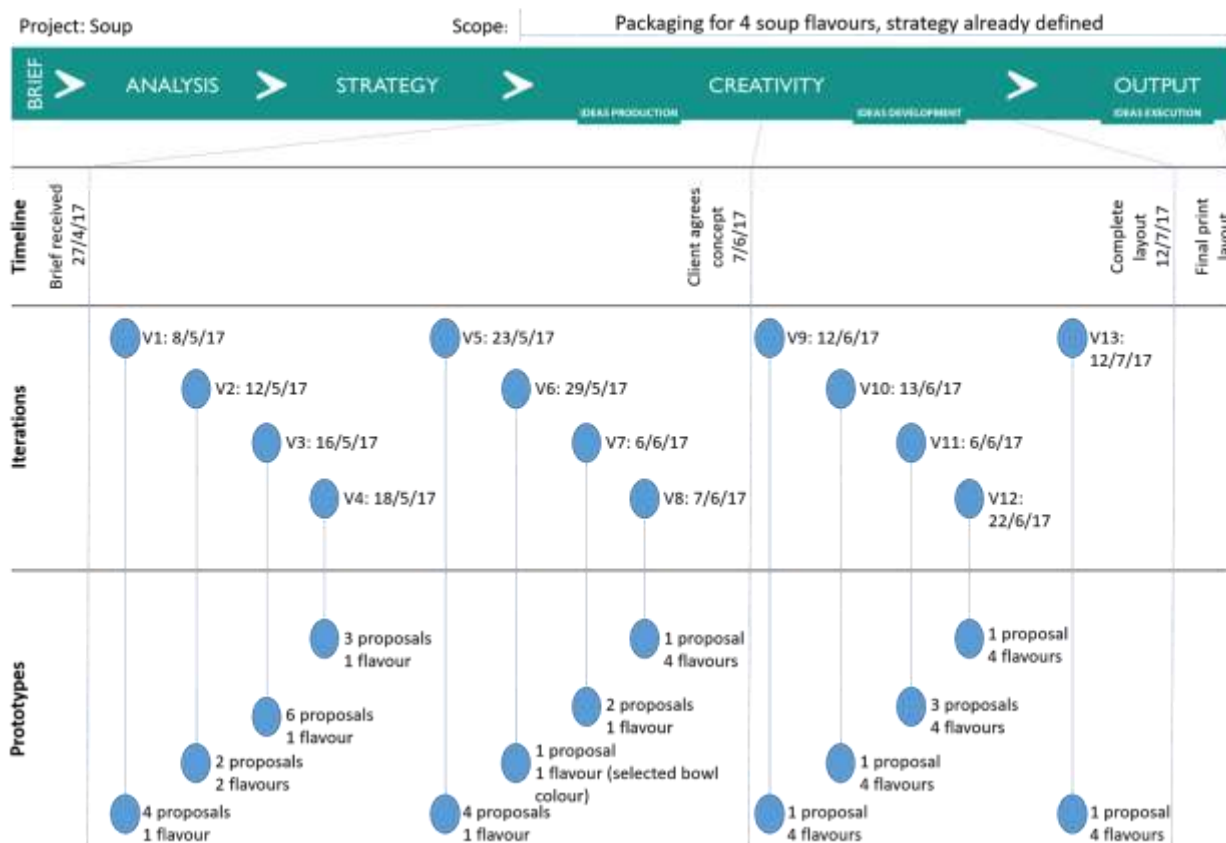 Project: Soup
Scope:
Packaging for 4 soup flavours, strategy already defined
BRIEF
ANALYSIS
STRATEGY
CREATIVITY
OUTPUT
IDEAS PRODUCTION
IDEAS DEVELOPMENT
IDEAS EXECUTION
Timeline
Brief received
27/4/17
Client agrees
concept
7/6/17
Complete
layout
12/7/17
Final print
layout
Iterations
V1: 8/5/17
V5: 23/5/17
V9: 12/6/17
V13:
12/7/17
V2: 12/5/17
V6: 29/5/17
V10: 13/6/17
V3: 16/5/17
V7: 6/6/17
V11: 6/6/17
V4: 18/5/17
V8: 7/6/17
V12:
22/6/17
Prototypes
3 proposals
1 flavour
1 proposal
4 flavours
1 proposal
4 flavours
6 proposals
1 flavour
2 proposals
1 flavour
3 proposals
4 flavours
2 proposals
2 flavours
1 proposal
1 flavour (selected bowl
colour)
1 proposal
4 flavours
4 proposals
1 flavour
4 proposals
1 flavour
1 proposal
4 flavours
1 proposal
4 flavours